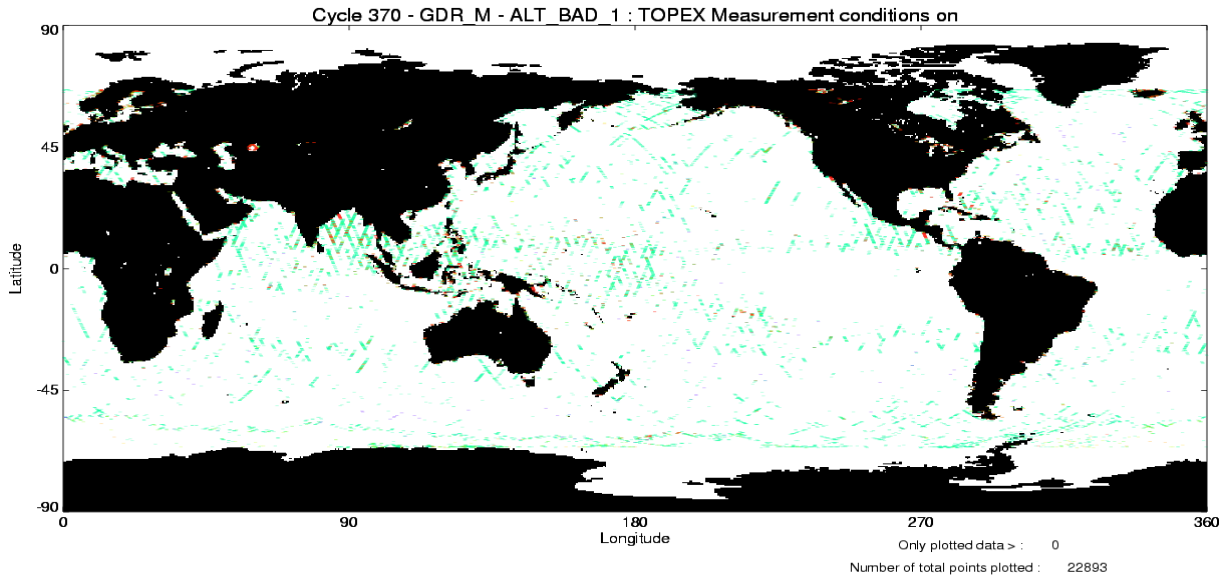 Cycle 370 - GDR_M - ALT_BAD_1 : TOPEX Measurement conditions on
90
45
0
-45
-90
Latitude
0 90 180 270 360
Longitude
Only plotted data > : 0
Number of total points plotted : 22893